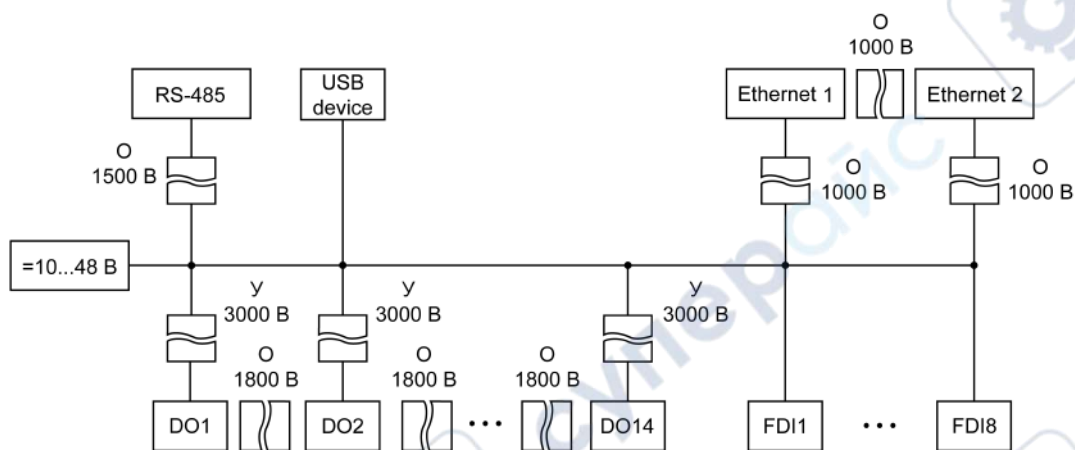 О
1000 В
RS-485
USB
device
Ethernet 1
Ethernet 2
О
1500 В
О
1000 В
О
1000 В
=10...48 В
У
3000 В
У
3000 В
У
3000 В
О
1800 В
О
1800 В
О
1800 В
DO1
DO2
...
DO14
FDI1
...
FDI8
суперайс